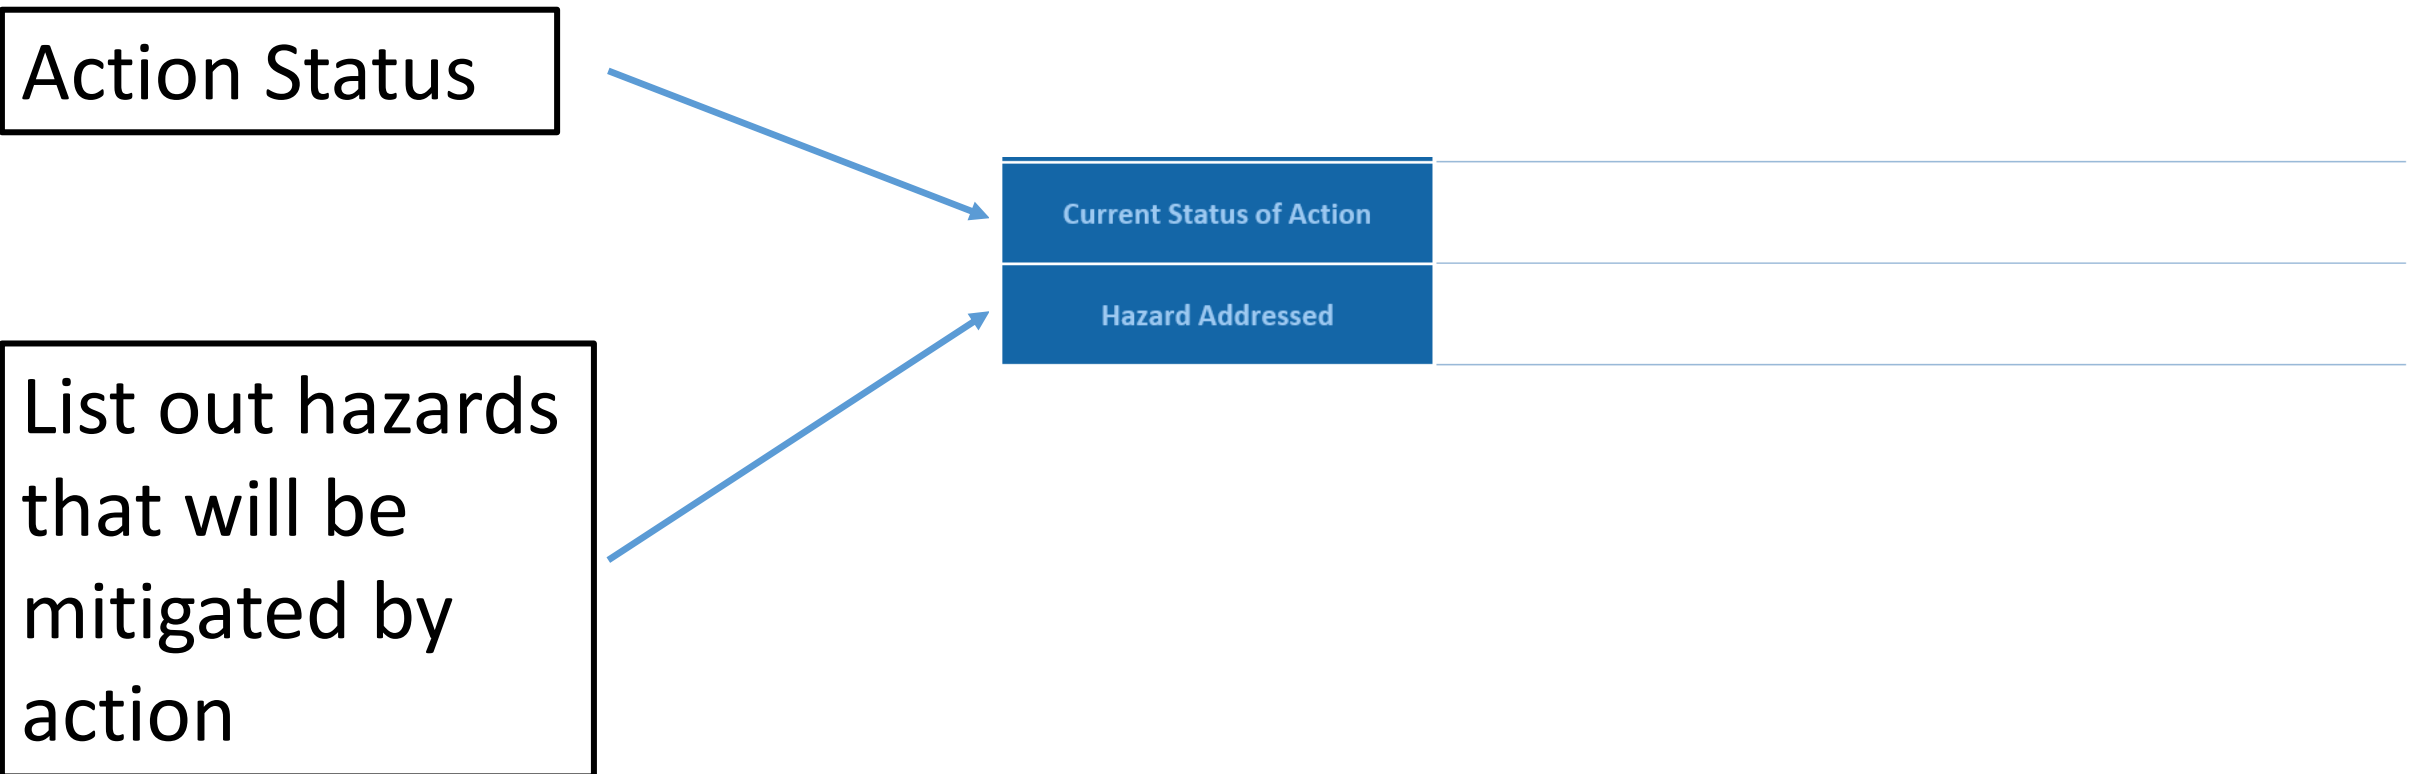 Action Status
Current Status of Action
Hazard Addressed
List out hazards
that will be
mitigated by
action